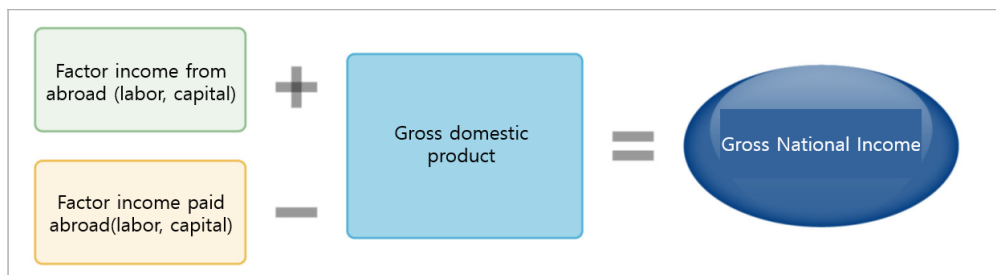 Factor income from
abroad (labor, capital)
Gross domestic
product
Gross National Income
Factor income paid
abroad(labor, capital)